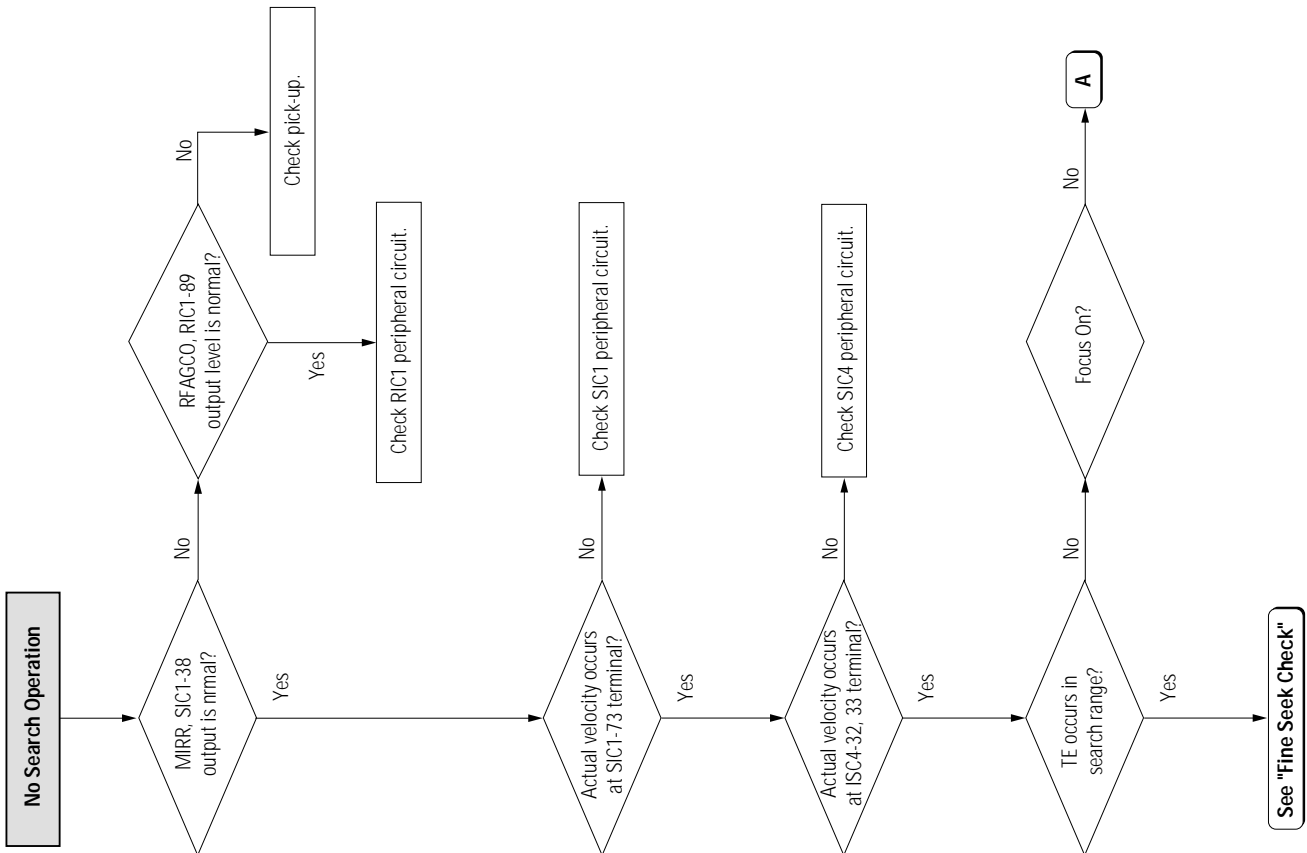 No Search Operation
MIRR, SIC1-38
output is nrmal?
No
RFAGCO, RIC1-89
output level is normal?
No
Check pick-up.
Yes
Check RIC1 peripheral circuit.
Yes
Actual velocity occurs
at SIC1-73 terminal?
No
Check SIC1 peripheral circuit.
Yes
Actual velocity occurs
at ISC4-32, 33 terminal?
No
Check SIC4 peripheral circuit.
Yes
TE occurs in
search range?
No
Focus On?
No
A
Yes
See "Fine Seek Check"